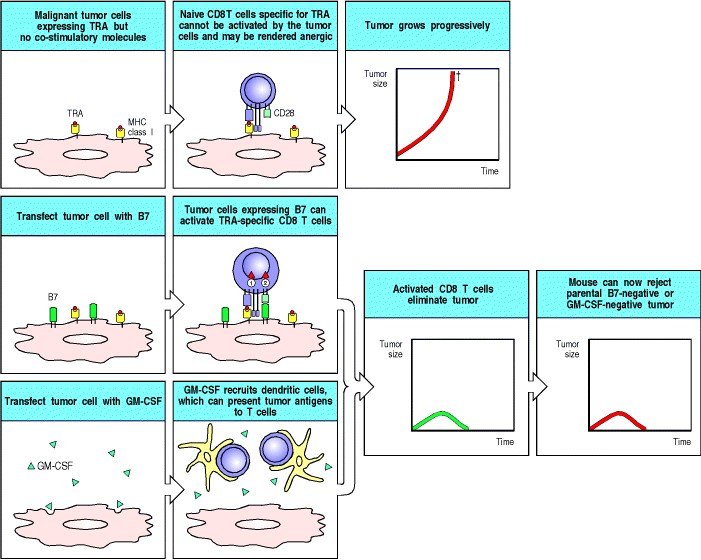 Malignant tumor cells
expressing TRA but
no co-stimulatory molecules
TRA
MHC
class I
Naive CD8T cells specific for TRA
cannot be activated by the tumor
cells and may be rendered anergic
CD28
Tumor grows progressively
Tumor
size
†
Time
Transfect tumor cell with B7
B7
Tumor cells expressing B7 can
activate TRA-specific CD8 T cells
1 2
Transfect tumor cell with GM-CSF
GM-CSF
GM-CSF recruits dendritic cells,
which can present tumor antigens
to T cells
Activated CD8 T cells
eliminate tumor
Tumor
size
Time
Mouse can now reject
parental B7-negative or
GM-CSF-negative tumor
Tumor
size
Time